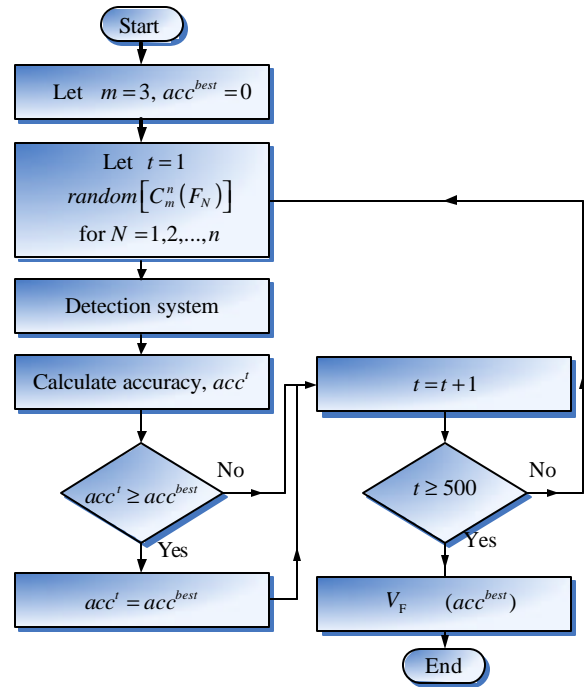 Start
Let m = 3, acc^best = 0
Let t = 1
random[C_m^n(F_N)]
for N = 1,2,...,n
Detection system
Calculate accuracy, acc^t
acc^t ≥ acc^best
No
Yes
acc^t = acc^best
t = t + 1
t ≥ 500
No
Yes
V_F (acc^best)
End